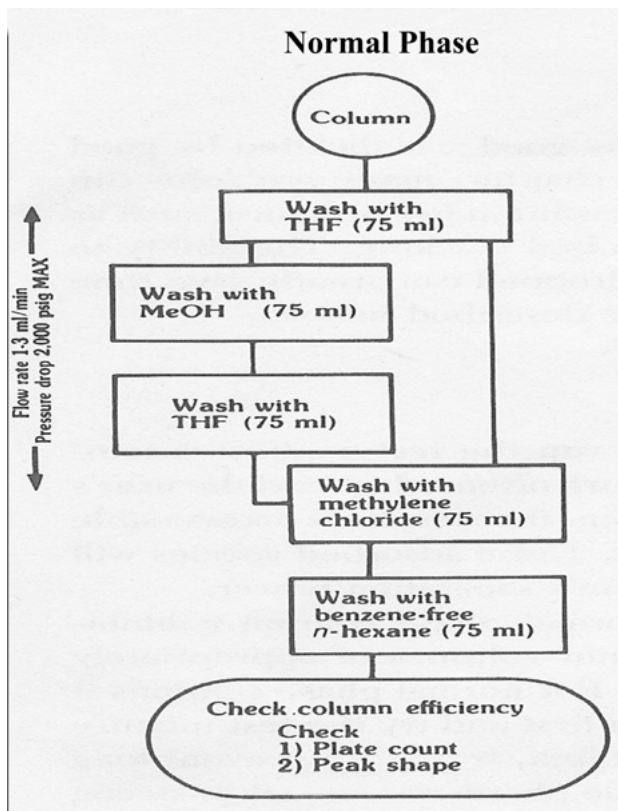 Normal Phase
Column
Wash with
THF (75 ml)
Flow rate 1-3 ml/min
Pressure drop 2,000 psig MAX
Wash with
MeOH (75 ml)
Wash with
THF (75 ml)
Wash with
methylene
chloride (75 ml)
Wash with
benzene-free
n-hexane (75 ml)
Check column efficiency
Check
1) Plate count
2) Peak shape